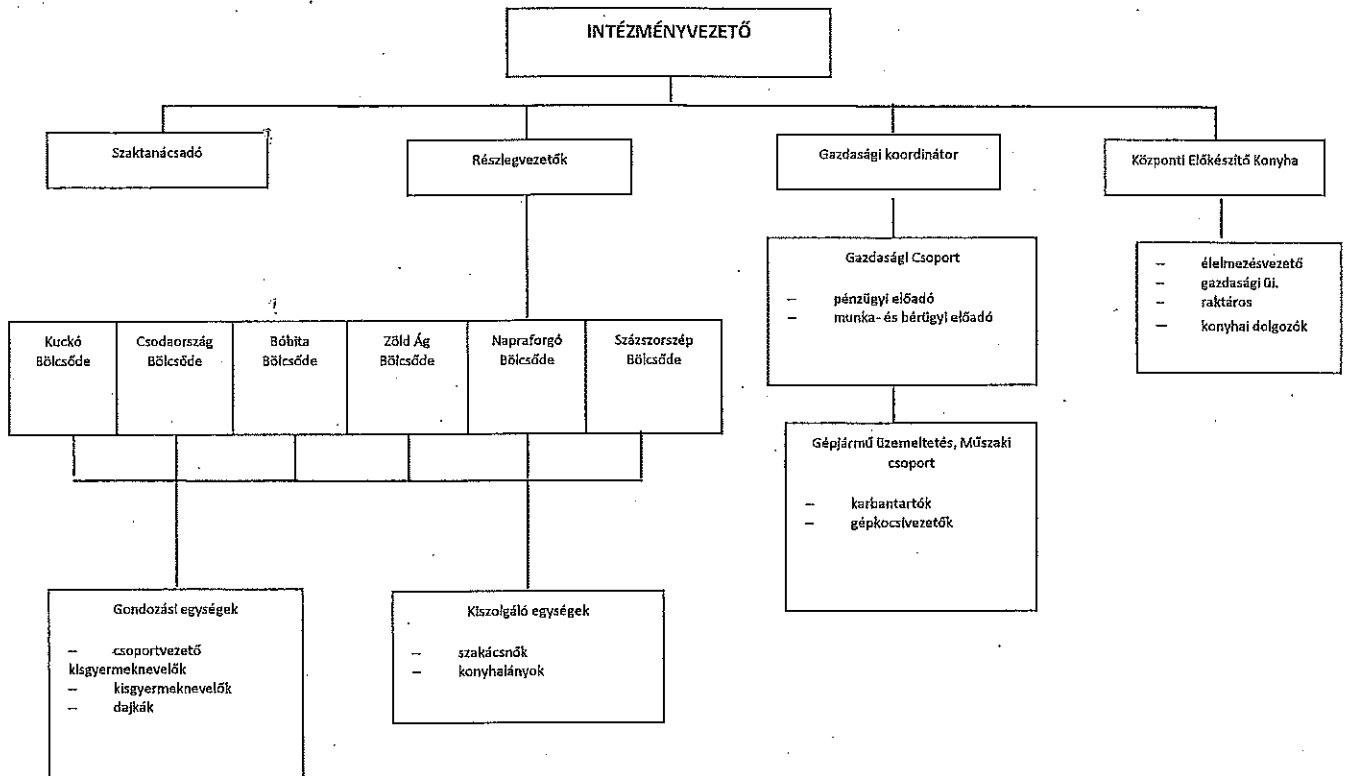 INTÉZMÉNYVEZETŐ
Szaktanácsadó
Részlegvezetők
Gazdasági koordinátor
Központi Előkészítő Konyha
Gazdasági Csoport
– pénzügyi előadó
– munka- és bérügyi előadó
– élelmezésvezető
– gazdasági üi.
– raktáros
– konyhai dolgozók
Kuckó
Bölcsőde
Csodaország
Bölcsőde
Bóbita
Bölcsőde
Zöld Ág
Bölcsőde
Napraforgó
Bölcsőde
Százszorszép
Bölcsőde
Gépjármű üzemeltetés, Műszaki
csoport
– karbantartók
– gépkocsivezetők
Gondozási egységek
– csoportvezető
kisgyermeknevelők
– kisgyermeknevelők
– dajkák
Kiszolgáló egységek
– szakácsnők
– konyhalányok